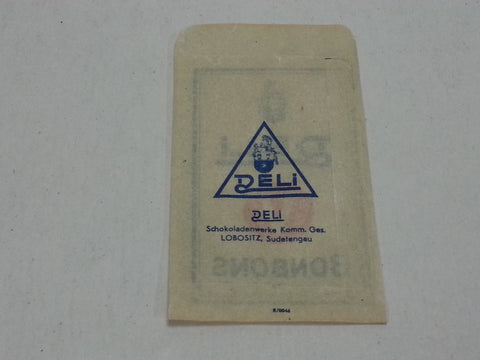 DELI
DELI
Schokoladenwerke Komm. Ges.
LOBOSITZ, Sudetengau
BONBONS